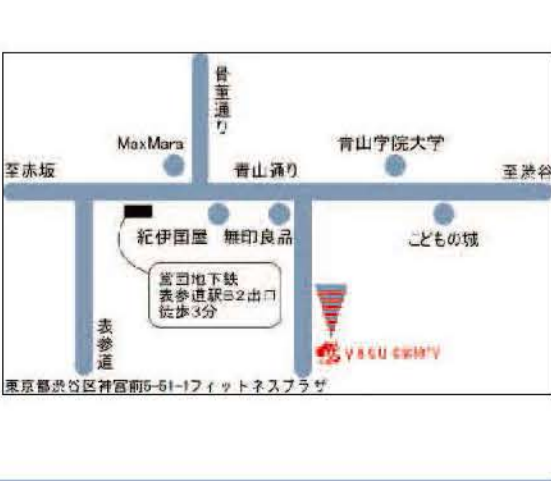 骨董通り
MaxMara
青山学院大学
至赤坂
青山通り
至渋谷
紀伊国屋
無印良品
こどもの城
営団地下鉄
表参道駅B2出口
徒歩3分
表参道
東京都渋谷区神宮前5-51-1フィットネスプラザ